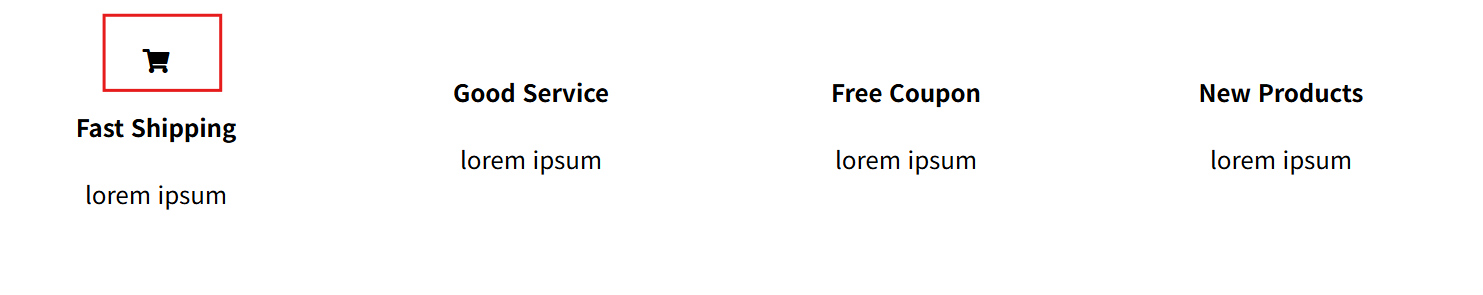 Fast Shipping
lorem ipsum
Good Service
lorem ipsum
Free Coupon
lorem ipsum
New Products
lorem ipsum